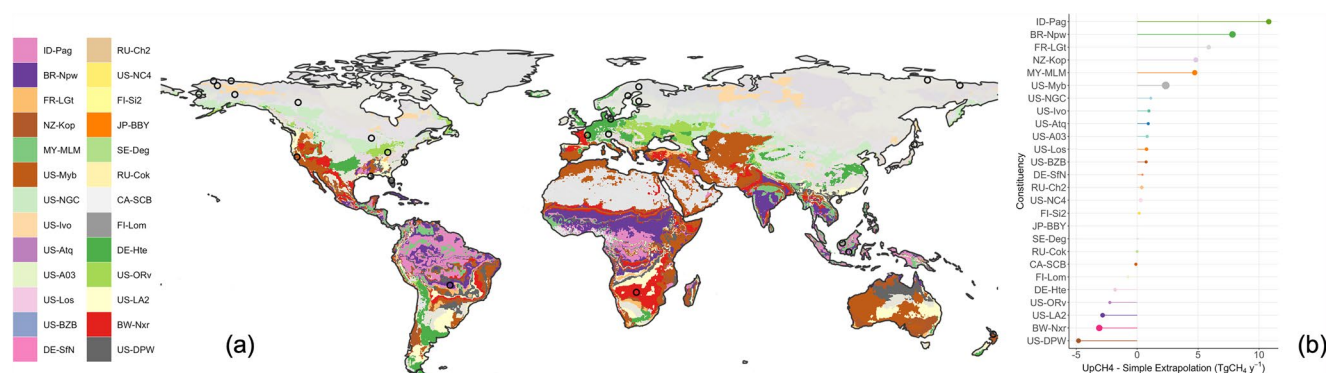 ID-Pag
BR-Npw
FR-LGt
NZ-Kop
MY-MLM
US-Myb
US-NGC
US-Ivo
US-Atq
US-A03
US-Los
US-BZB
DE-SfN
RU-Ch2
US-NC4
FI-Si2
JP-BBY
SE-Deg
RU-Cok
CA-SCB
FI-Lom
DE-Hte
US-ORv
US-LA2
BW-Nxr
US-DPW
(a)
Constituency
ID-Pag
BR-Npw
FR-LGt
NZ-Kop
MY-MLM
US-Myb
US-NGC
US-Ivo
US-Atq
US-A03
US-Los
US-BZB
DE-SfN
RU-Ch2
US-NC4
FI-Si2
JP-BBY
SE-Deg
RU-Cok
CA-SCB
FI-Lom
DE-Hte
US-ORv
US-LA2
BW-Nxr
US-DPW
-5 0 5 10
UpCH4 - Simple Extrapolation (TgCH₄ y⁻¹)
(b)